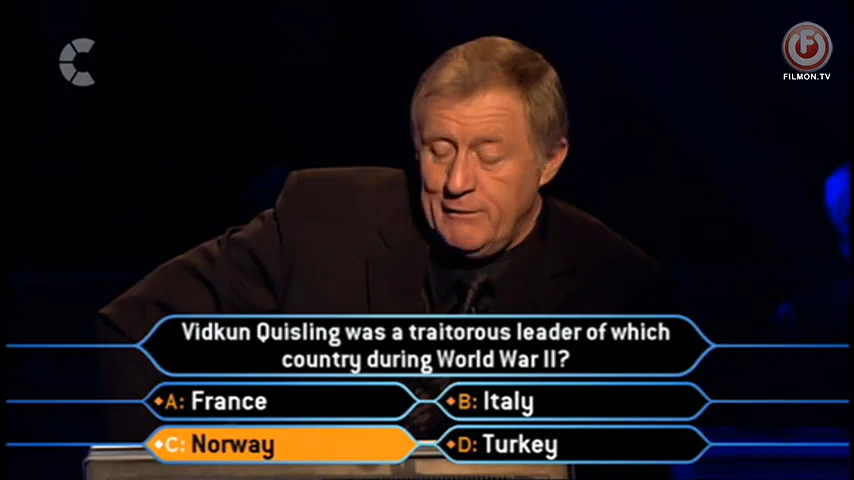 FILMON.TV
Vidkun Quisling was a traitorous leader of which
country during World War II?
A: France
B: Italy
C: Norway
D: Turkey